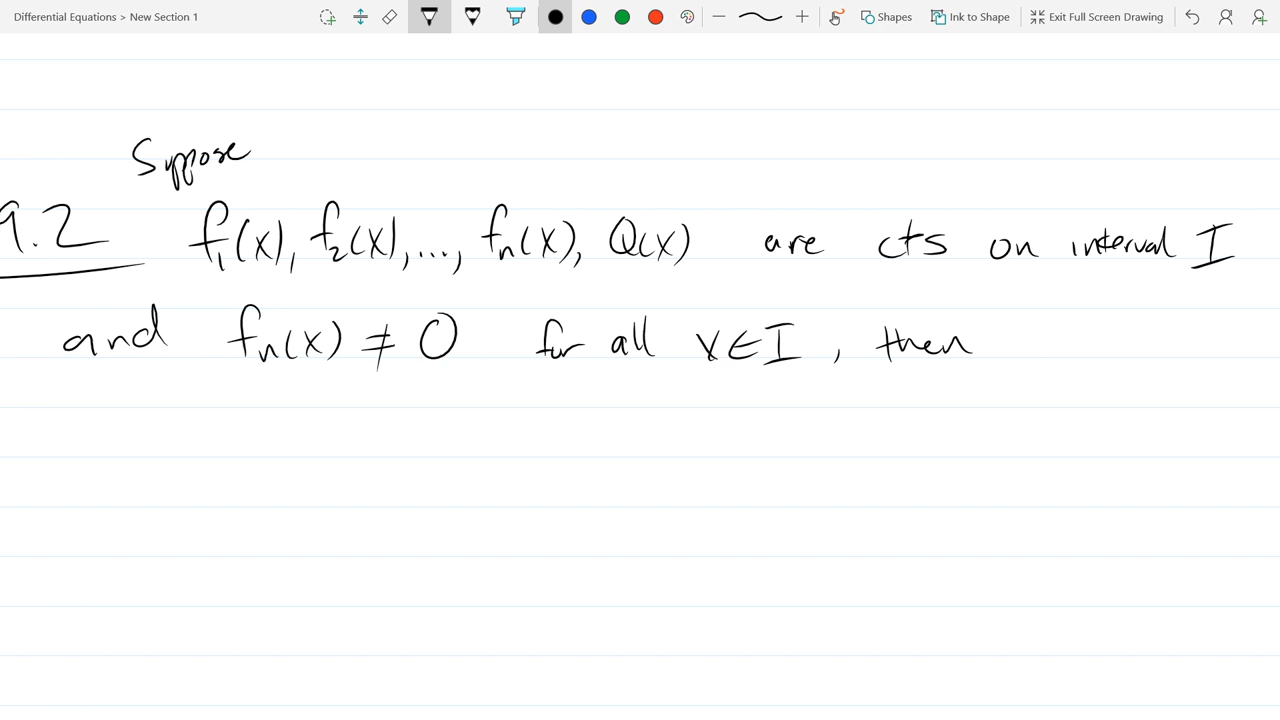 Differential Equations > New Section 1
Shapes
Ink to Shape
Exit Full Screen Drawing
Suppose
9.2 f₁(x), f₂(x), ..., fₙ(x), Q(x) are cts on interval I
and fₙ(x) ≠ 0 for all x∈I, then